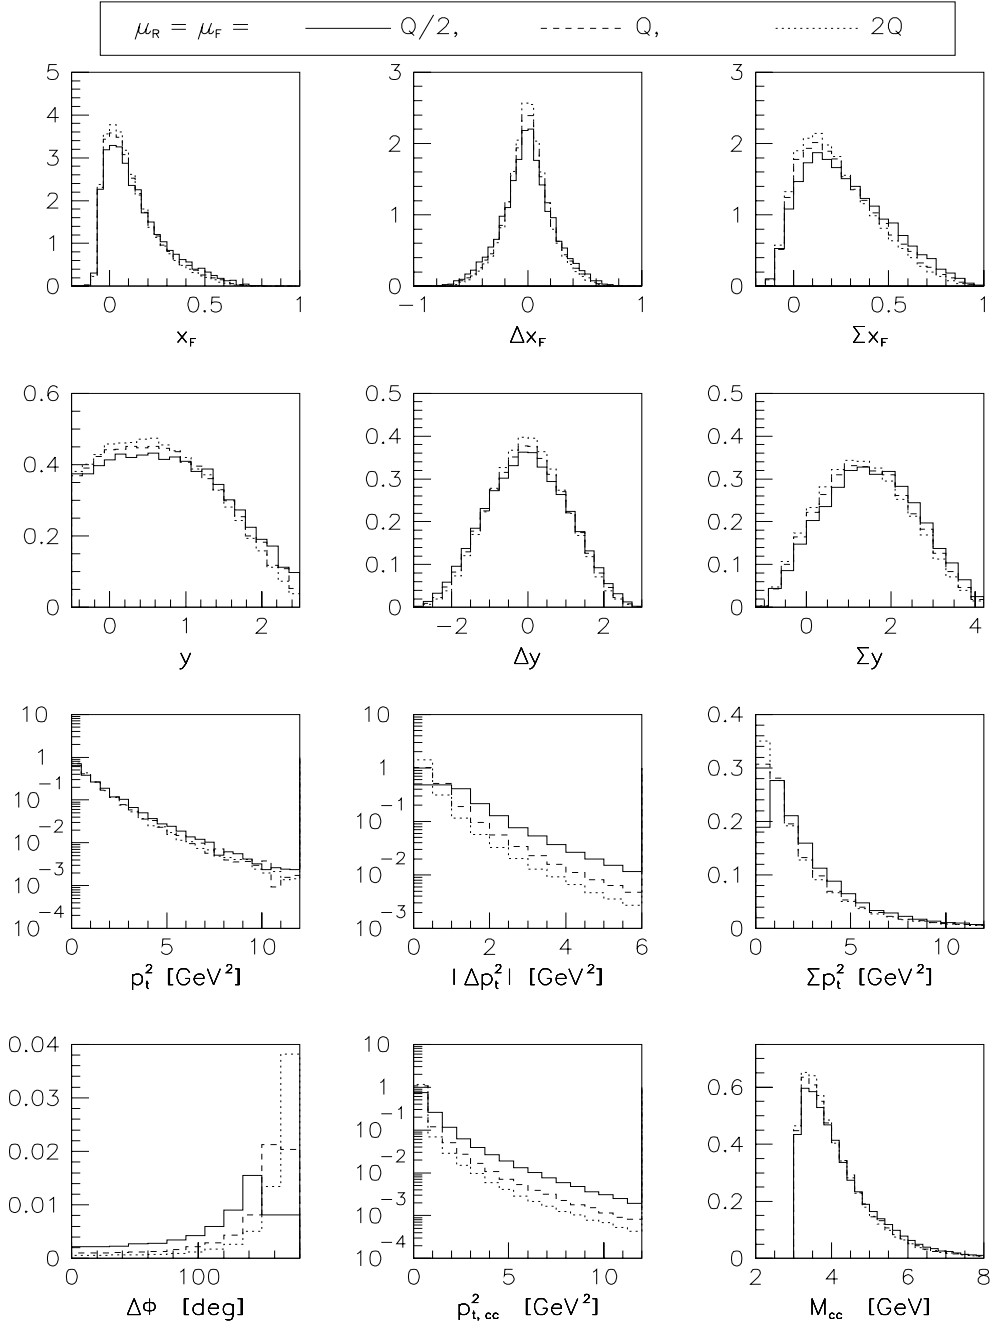 μR = μF = Q/2, Q, 2Q
5 3 3
4
2 2
3
2
1 1
1
0 0 0
0 0.5 1 −1 0 1 0 0.5 1
xF ΔxF ΣxF
0.6 0.5 0.5
0.4 0.4
0.4
0.3 0.3
0.2 0.2
0.2
0.1 0.1
0 0 0
0 1 2 −2 0 2 0 2 4
y Δy Σy
10 10 0.4
1 1 0.3
10⁻¹
10⁻¹
10⁻² 0.2
10⁻²
10⁻³ 0.1
10⁻³
10⁻⁴ 0
0 5 10 0 2 4 6 0 5 10
pt² [GeV²] |Δpt²| [GeV²] Σpt² [GeV²]
0.04 10
1 0.6
0.03
10⁻¹
0.4
0.02 10⁻²
10⁻³ 0.2
0.01
10⁻⁴
0 10 0
0 100 0 5 10 2 4 6 8
ΔΦ [deg] pt,cc² [GeV²] Mcc [GeV]